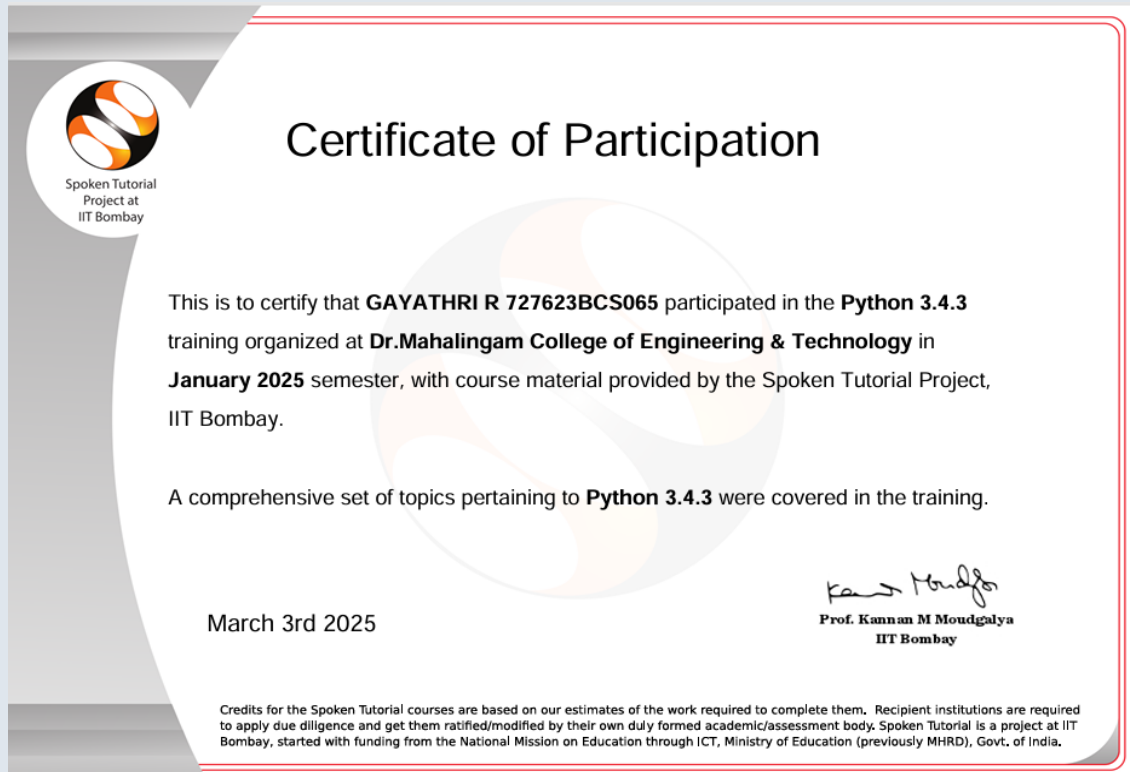 Spoken Tutorial
Project at
IIT Bombay
Certificate of Participation
This is to certify that GAYATHRI R 727623BCS065 participated in the Python 3.4.3
training organized at Dr.Mahalingam College of Engineering & Technology in
January 2025 semester, with course material provided by the Spoken Tutorial Project,
IIT Bombay.
A comprehensive set of topics pertaining to Python 3.4.3 were covered in the training.
March 3rd 2025
Prof. Kannan M Moudgalya
IIT Bombay
Credits for the Spoken Tutorial courses are based on our estimates of the work required to complete them. Recipient institutions are required
to apply due diligence and get them ratified/modified by their own duly formed academic/assessment body. Spoken Tutorial is a project at IIT
Bombay, started with funding from the National Mission on Education through ICT, Ministry of Education (previously MHRD), Govt. of India.